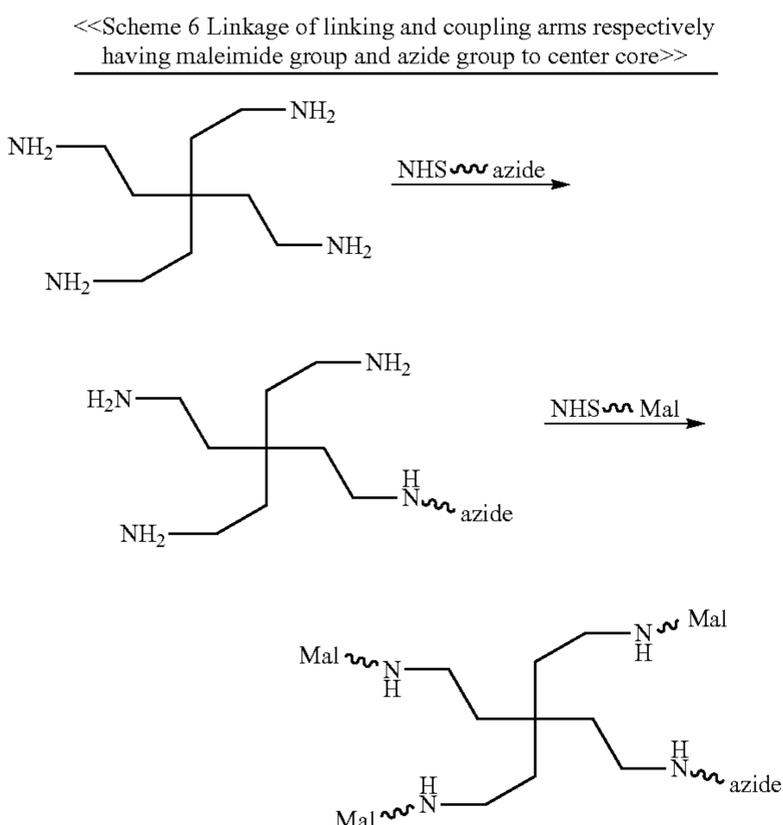 <<Scheme 6 Linkage of linking and coupling arms respectively
having maleimide group and azide group to center core>>
NH2
NH2
NHS azide
NH2
NH2
NH2
H2N
NHS Mal
H
N
azide
NH2
Mal
N
H
Mal
N
H
H
N
azide
H
N
Mal